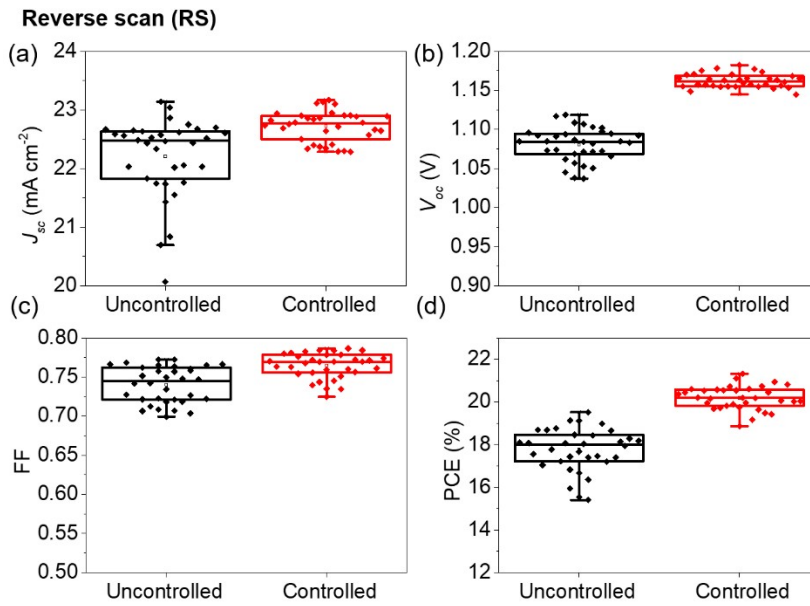 Reverse scan (RS)
(a)
J_sc (mA cm⁻²)
24
23
22
21
20
Uncontrolled
Controlled
(b)
V_oc (V)
1.20
1.15
1.10
1.05
1.00
0.95
0.90
Uncontrolled
Controlled
(c)
FF
0.80
0.75
0.70
0.65
0.60
0.55
0.50
Uncontrolled
Controlled
(d)
PCE (%)
22
20
18
16
14
12
Uncontrolled
Controlled